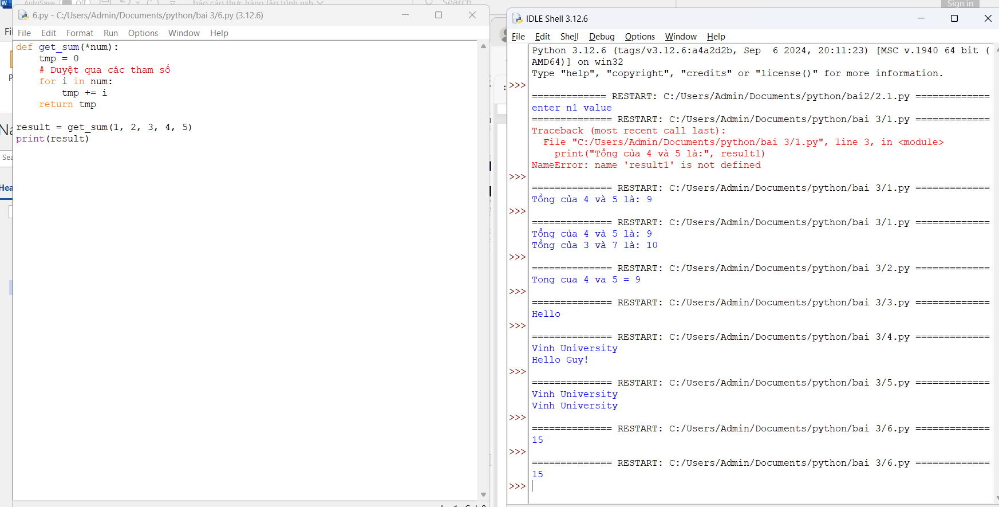 AutoSave Off báo cáo thực hàng lập trình nxh Search Sign in
6.py - C:/Users/Admin/Documents/python/bai 3/6.py (3.12.6)
File Edit Format Run Options Window Help
def get_sum(*num):
    tmp = 0
    # Duyệt qua các tham số
    for i in num:
        tmp += i
    return tmp
result = get_sum(1, 2, 3, 4, 5)
print(result)
IDLE Shell 3.12.6
File Edit Shell Debug Options Window Help
Python 3.12.6 (tags/v3.12.6:a4a2d2b, Sep  6 2024, 20:11:23) [MSC v.1940 64 bit (
AMD64)] on win32
Type "help", "copyright", "credits" or "license()" for more information.
>>>
============= RESTART: C:/Users/Admin/Documents/python/bai2/2.1.py =============
enter n1 value
============== RESTART: C:/Users/Admin/Documents/python/bai 3/1.py =============
Traceback (most recent call last):
  File "C:/Users/Admin/Documents/python/bai 3/1.py", line 3, in <module>
    print("Tổng của 4 và 5 là:", result1)
NameError: name 'result1' is not defined
>>>
============== RESTART: C:/Users/Admin/Documents/python/bai 3/1.py =============
Tổng của 4 và 5 là: 9
>>>
============== RESTART: C:/Users/Admin/Documents/python/bai 3/1.py =============
Tổng của 4 và 5 là: 9
Tổng của 3 và 7 là: 10
>>>
============== RESTART: C:/Users/Admin/Documents/python/bai 3/2.py =============
Tong cua 4 va 5 = 9
>>>
============== RESTART: C:/Users/Admin/Documents/python/bai 3/3.py =============
Hello
>>>
============== RESTART: C:/Users/Admin/Documents/python/bai 3/4.py =============
Vinh University
Hello Guy!
>>>
============== RESTART: C:/Users/Admin/Documents/python/bai 3/5.py =============
Vinh University
Vinh University
>>>
============== RESTART: C:/Users/Admin/Documents/python/bai 3/6.py =============
15
>>>
============== RESTART: C:/Users/Admin/Documents/python/bai 3/6.py =============
15
>>>